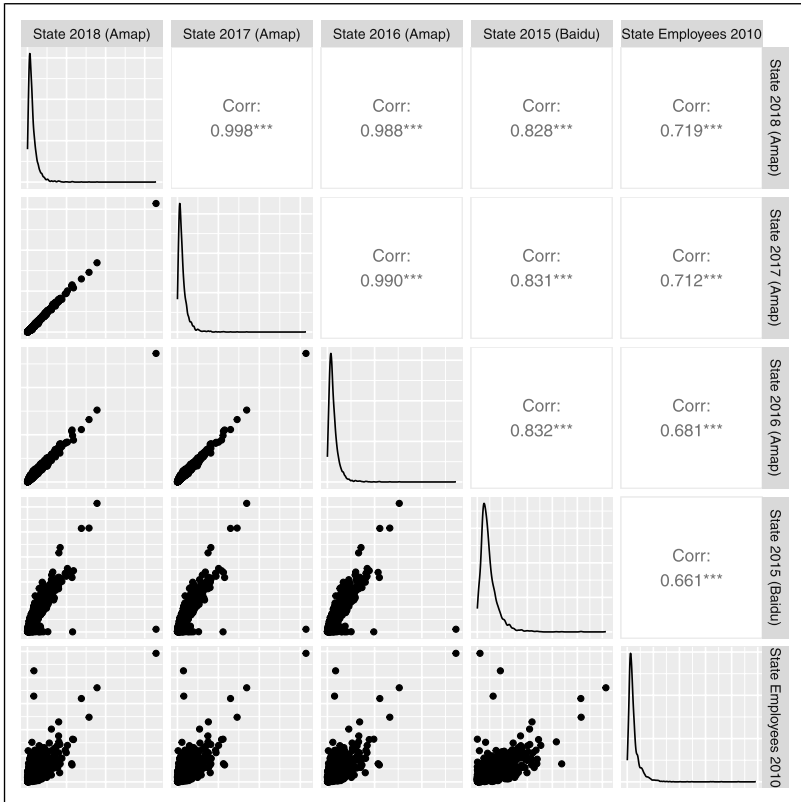 State 2018 (Amap)
State 2017 (Amap)
State 2016 (Amap)
State 2015 (Baidu)
State Employees 2010
Corr:
0.998***
Corr:
0.988***
Corr:
0.828***
Corr:
0.719***
State 2018 (Amap)
Corr:
0.990***
Corr:
0.831***
Corr:
0.712***
State 2017 (Amap)
Corr:
0.832***
Corr:
0.681***
State 2016 (Amap)
Corr:
0.661***
State 2015 (Baidu)
State Employees 2010